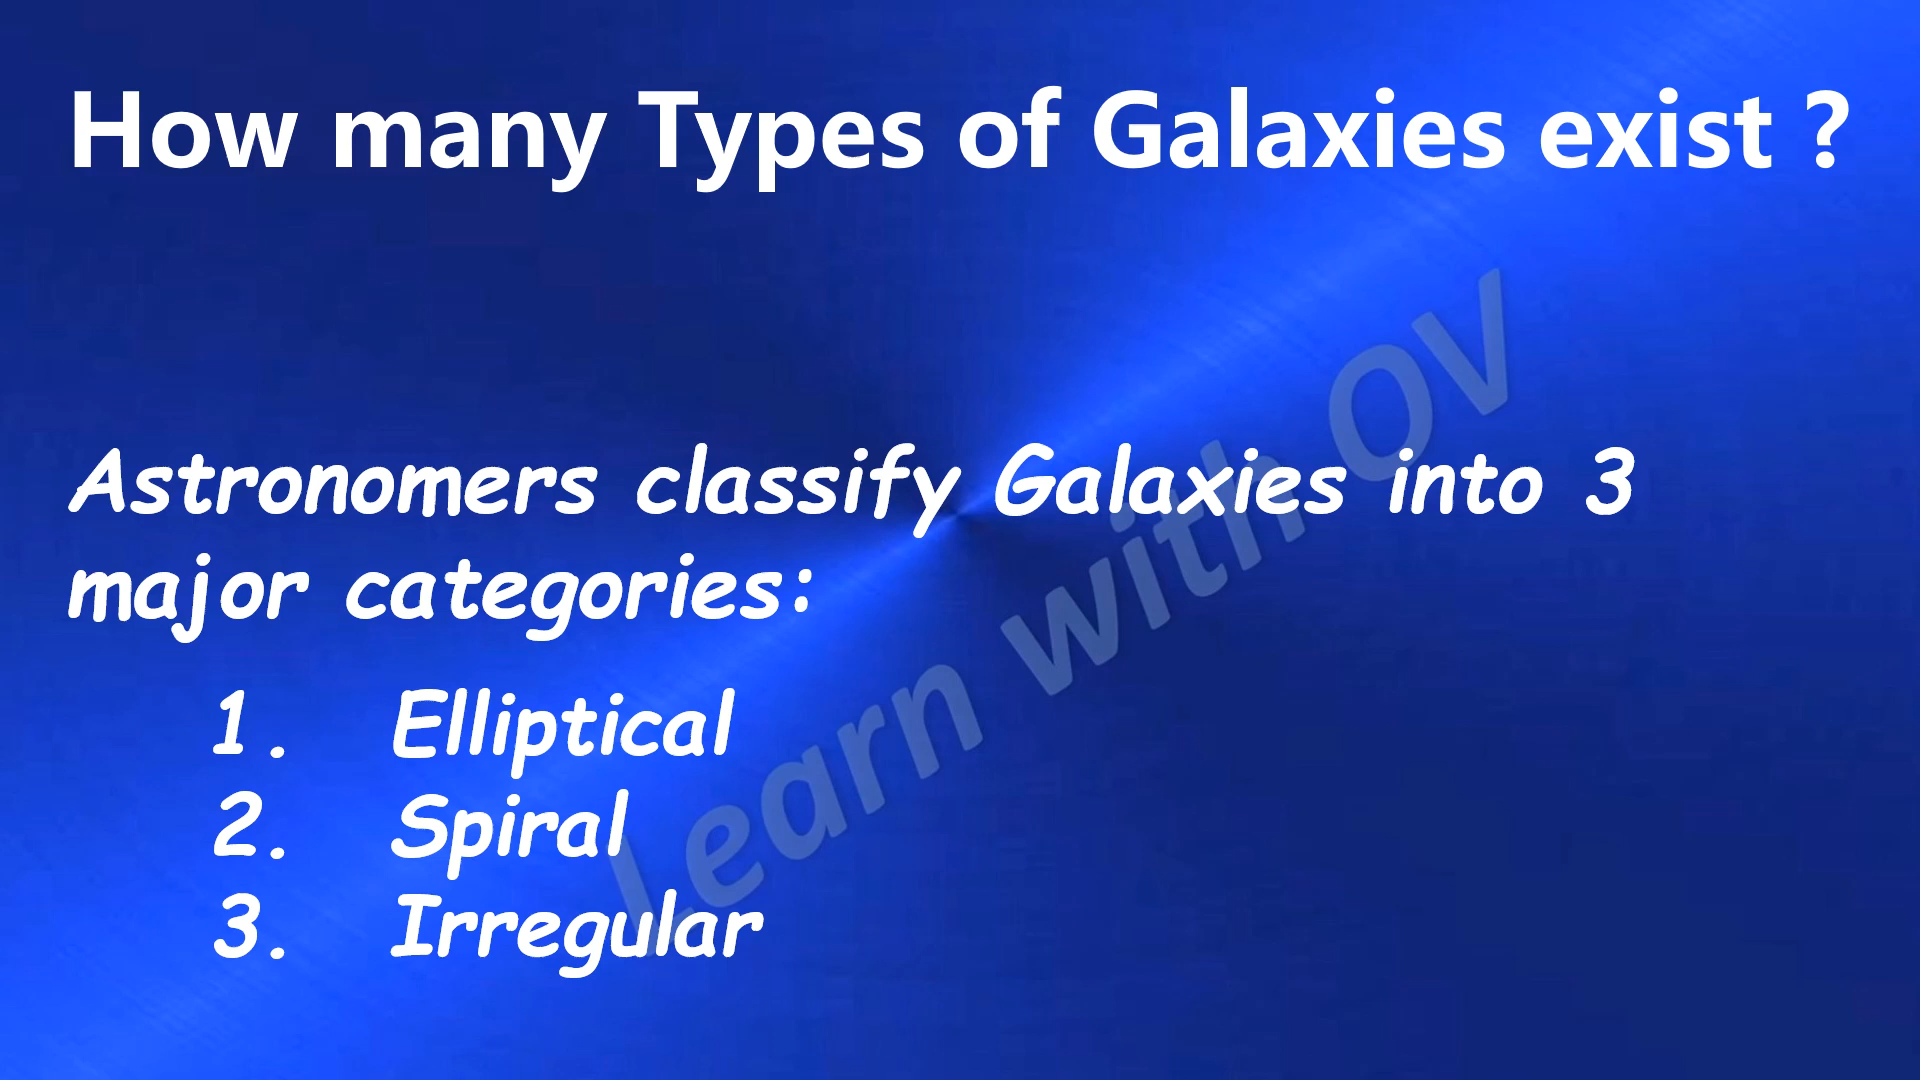 How many Types of Galaxies exist ?
Astronomers classify Galaxies into 3
major categories:
1. Elliptical
2. Spiral
3. Irregular
Learn with OV